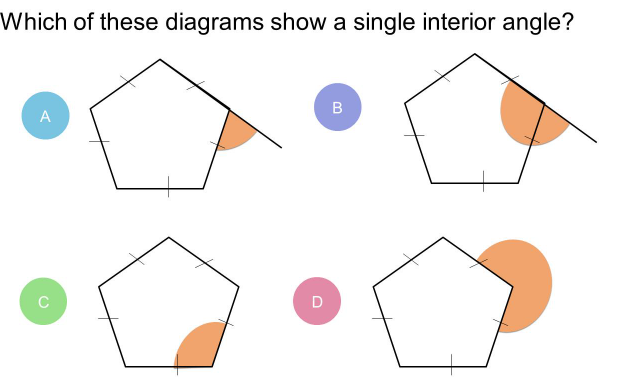 Which of these diagrams show a single interior angle?
A
B
C
D